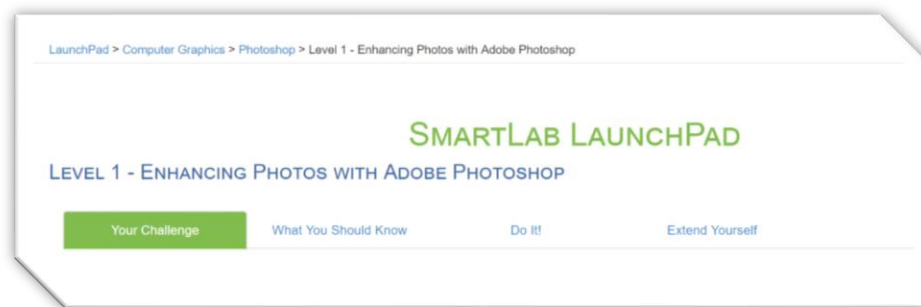 LaunchPad > Computer Graphics > Photoshop > Level 1 - Enhancing Photos with Adobe Photoshop
SMARTLAB LAUNCHPAD
LEVEL 1 - ENHANCING PHOTOS WITH ADOBE PHOTOSHOP
Your Challenge What You Should Know Do It! Extend Yourself